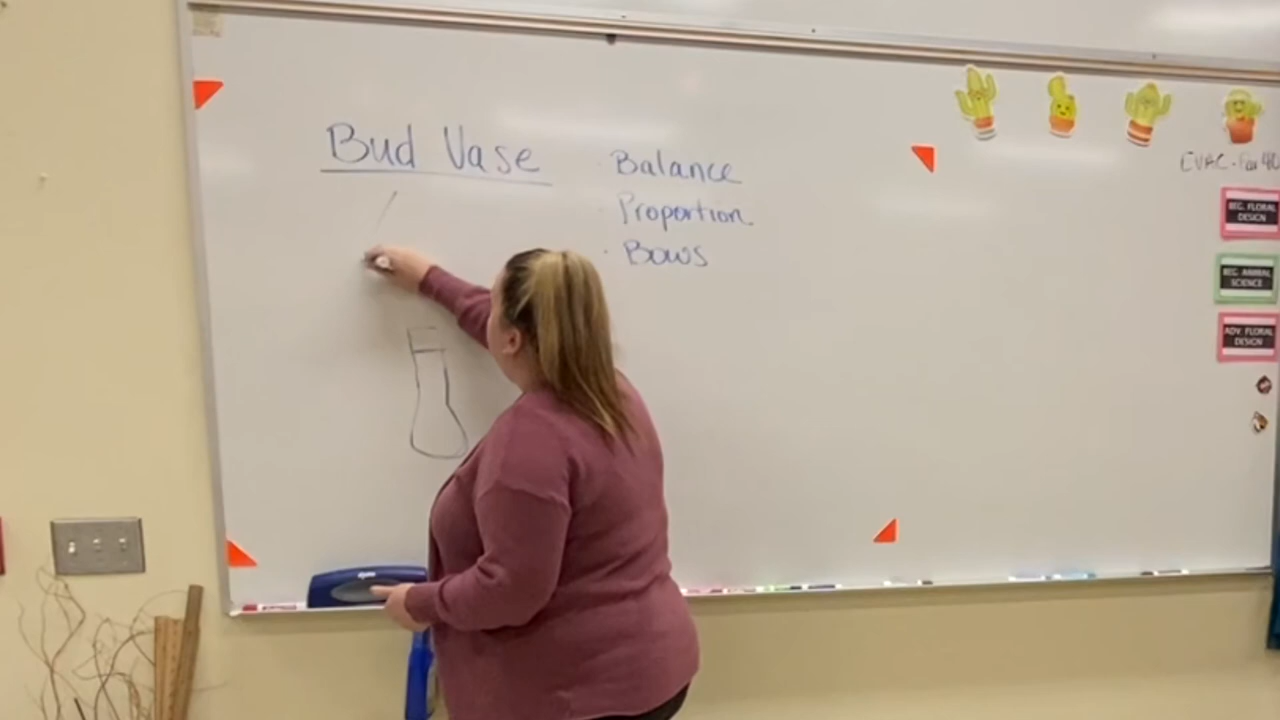 Bud Vase
· Balance
· Proportion
· Bows
BEG. FLORAL
DESIGN
BEG. ANIMAL
SCIENCE
ADV. FLORAL
DESIGN